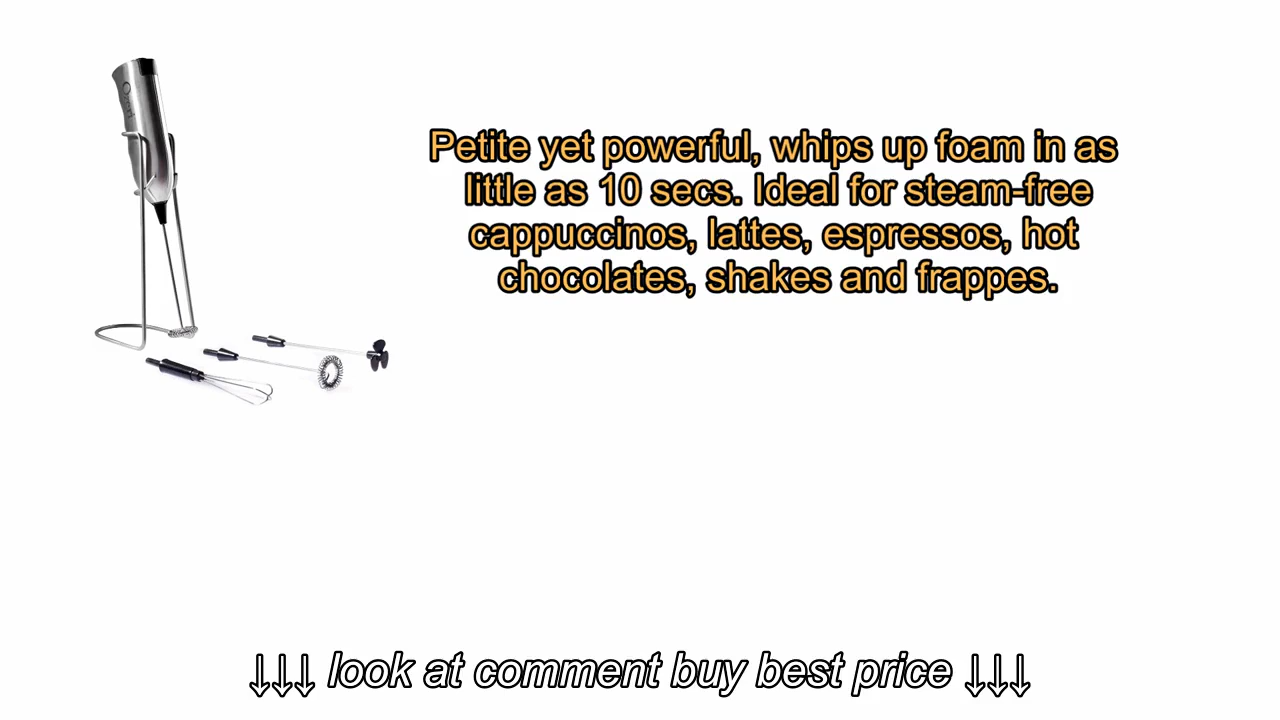 Petite yet powerful, whips up foam in as
little as 10 secs. Ideal for steam-free
cappuccinos, lattes, espressos, hot
chocolates, shakes and frappes.
↓↓↓ look at comment buy best price ↓↓↓